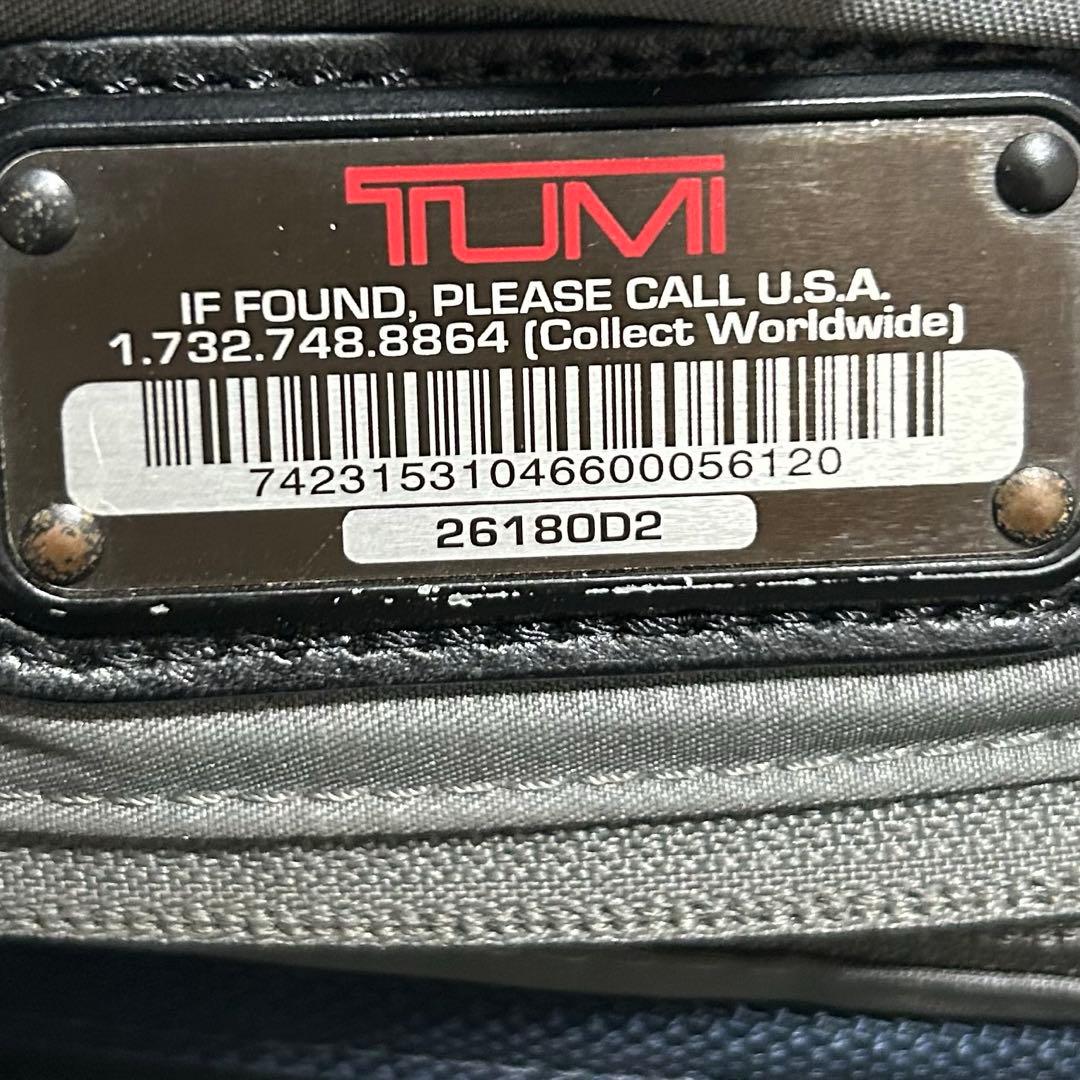 TUMI
IF FOUND, PLEASE CALL U.S.A.
1.732.748.8864 (Collect Worldwide)
74231531046600056120
26180D2